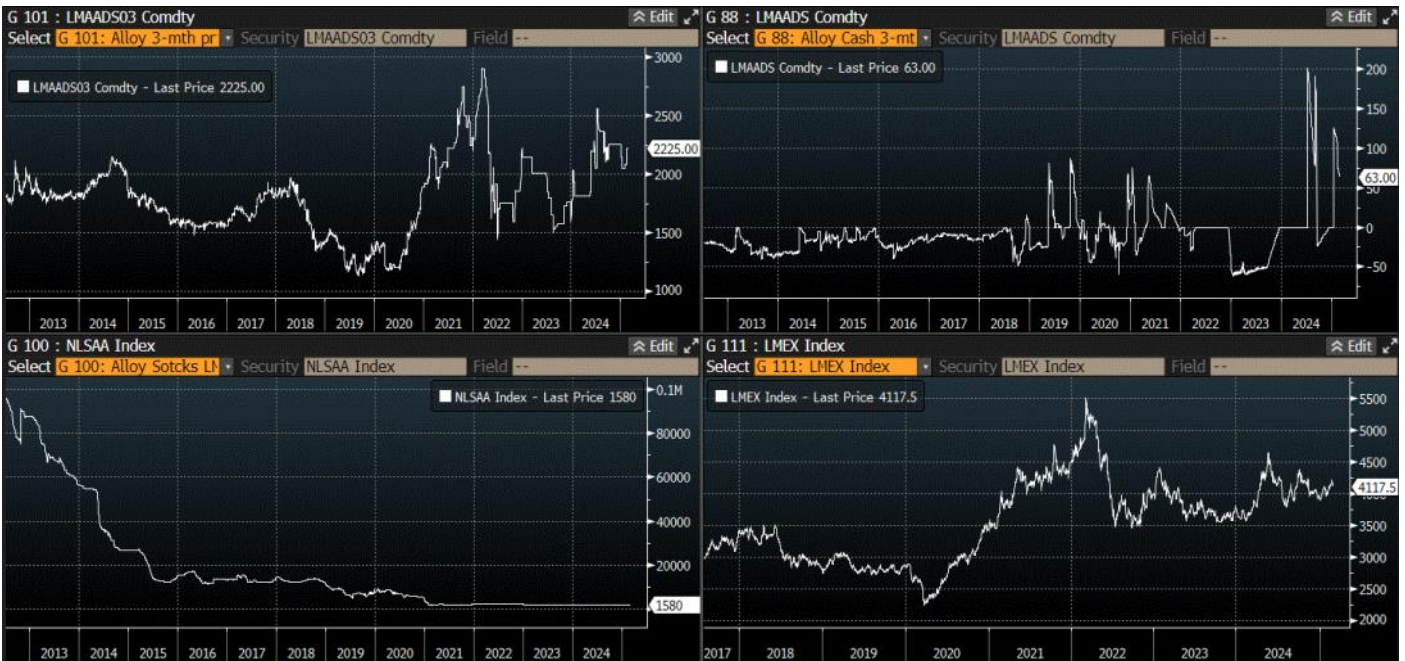 G 101 : LMAADS03 Comdty
Edit
Select G 101: Alloy 3-mth pr Security LMAADS03 Comdty Field --
LMAADS03 Comdty - Last Price 2225.00
3000
2500
2225.00
2000
1500
1000
2013 2014 2015 2016 2017 2018 2019 2020 2021 2022 2023 2024
G 88 : LMAADS Comdty
Edit
Select G 88: Alloy Cash 3-mt Security LMAADS Comdty Field --
LMAADS Comdty - Last Price 63.00
200
150
100
63.00
50
0
-50
2013 2014 2015 2016 2017 2018 2019 2020 2021 2022 2023 2024
G 100 : NLSAA Index
Edit
Select G 100: Alloy Sotcks LM Security NLSAA Index Field --
NLSAA Index - Last Price 1580
0.1M
80000
60000
40000
20000
1580
2013 2014 2015 2016 2017 2018 2019 2020 2021 2022 2023 2024
G 111 : LMEX Index
Edit
Select G 111: LMEX Index Security LMEX Index Field --
LMEX Index - Last Price 4117.5
5500
5000
4500
4117.5
3500
3000
2500
2000
2017 2018 2019 2020 2021 2022 2023 2024